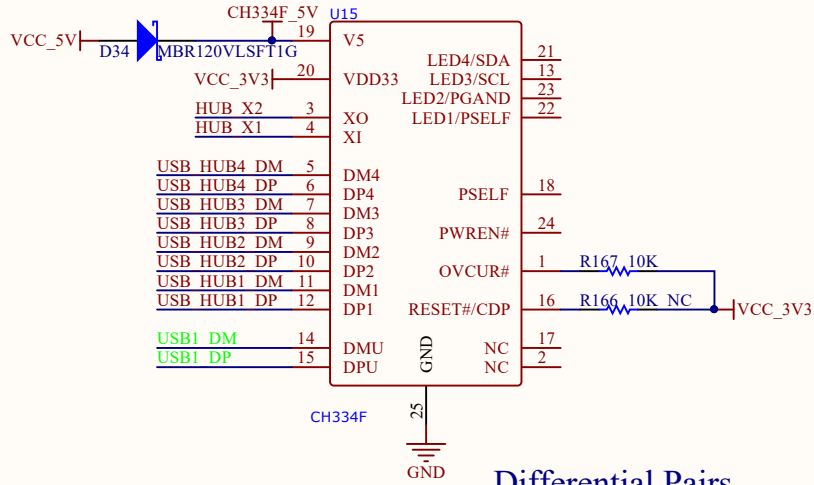 CH334F_5V
U15
VCC_5V
D34
MBR120VLSFT1G
19
V5
VCC_3V3
20
VDD33
HUB_X2
3
XO
HUB_X1
4
XI
USB_HUB4_DM
5
DM4
USB_HUB4_DP
6
DP4
USB_HUB3_DM
7
DM3
USB_HUB3_DP
8
DP3
USB_HUB2_DM
9
DM2
USB_HUB2_DP
10
DP2
USB_HUB1_DM
11
DM1
USB_HUB1_DP
12
DP1
USB1_DM
14
DMU
USB1_DP
15
DPU
LED4/SDA
21
LED3/SCL
13
LED2/PGAND
23
LED1/PSELF
22
PSELF
18
PWREN#
24
OVCUR#
1
R167
10K
RESET#/CDP
16
R166
10K_NC
VCC_3V3
NC
17
NC
2
GND
25
CH334F
GND
Differential Pairs